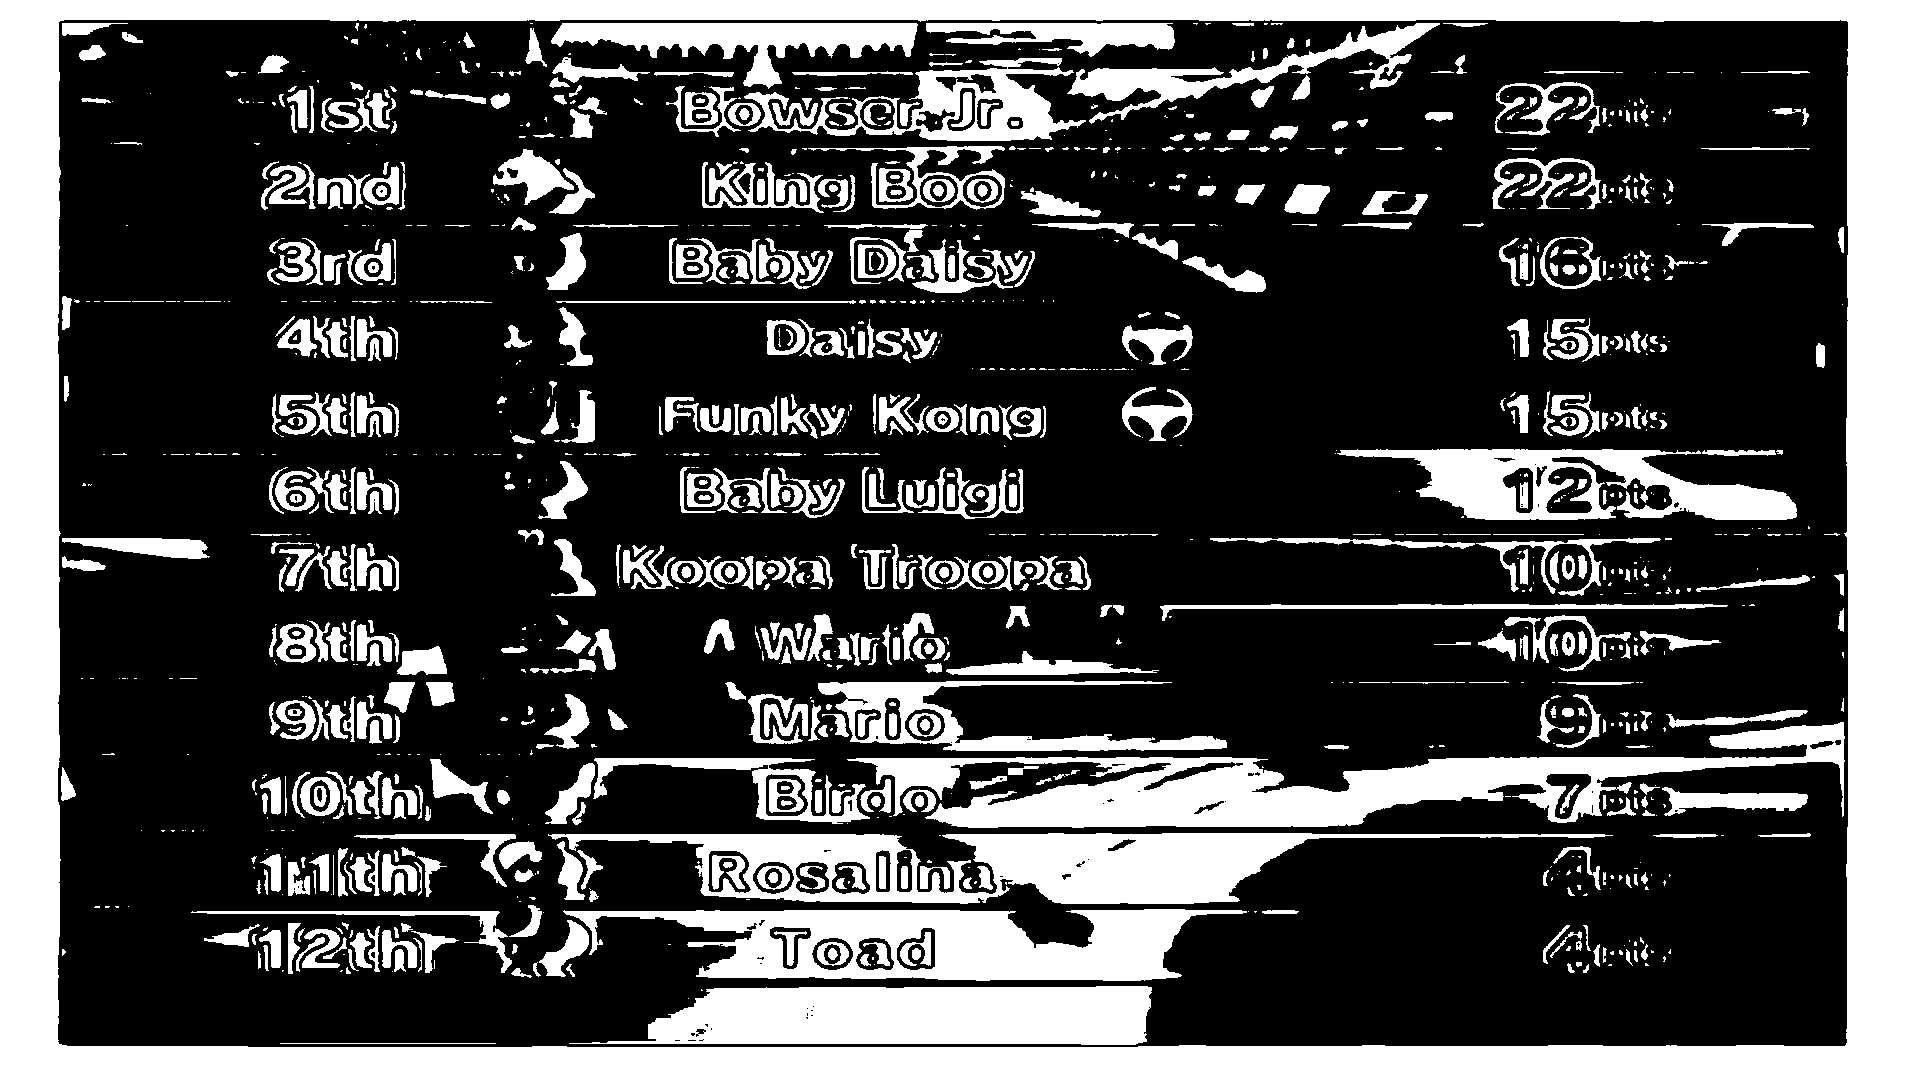 1st Bowser Jr. 22pts
2nd King Boo 22pts
3rd Baby Daisy 16pts
4th Daisy 15pts
5th Funky Kong 15pts
6th Baby Luigi 12pts
7th Koopa Troopa 10pts
8th Wario 10pts
9th Mario 9pts
10th Birdo 7pts
11th Rosalina 4pts
12th Toad 4pts